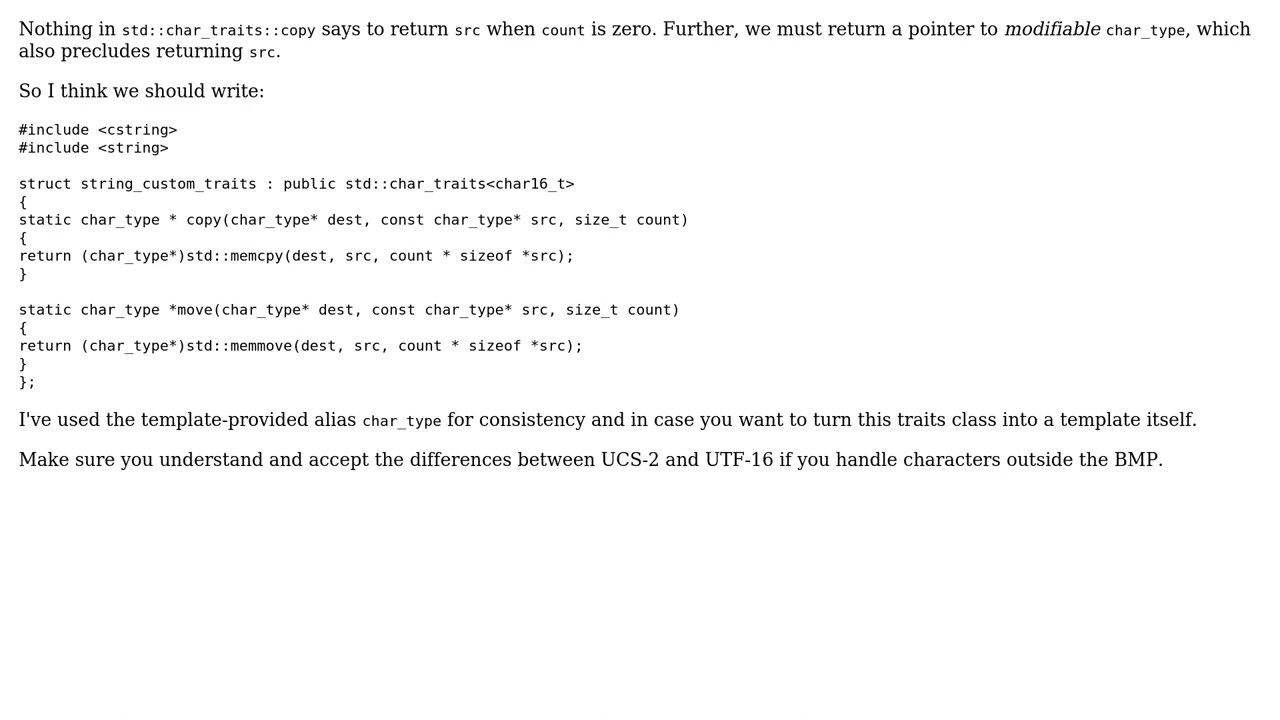 Nothing in std::char_traits::copy says to return src when count is zero. Further, we must return a pointer to modifiable char_type, which
also precludes returning src.
So I think we should write:
#include <cstring>
#include <string>
struct string_custom_traits : public std::char_traits<char16_t>
{
static char_type * copy(char_type* dest, const char_type* src, size_t count)
{
return (char_type*)std::memcpy(dest, src, count * sizeof *src);
}
static char_type *move(char_type* dest, const char_type* src, size_t count)
{
return (char_type*)std::memmove(dest, src, count * sizeof *src);
}
};
I've used the template-provided alias char_type for consistency and in case you want to turn this traits class into a template itself.
Make sure you understand and accept the differences between UCS-2 and UTF-16 if you handle characters outside the BMP.